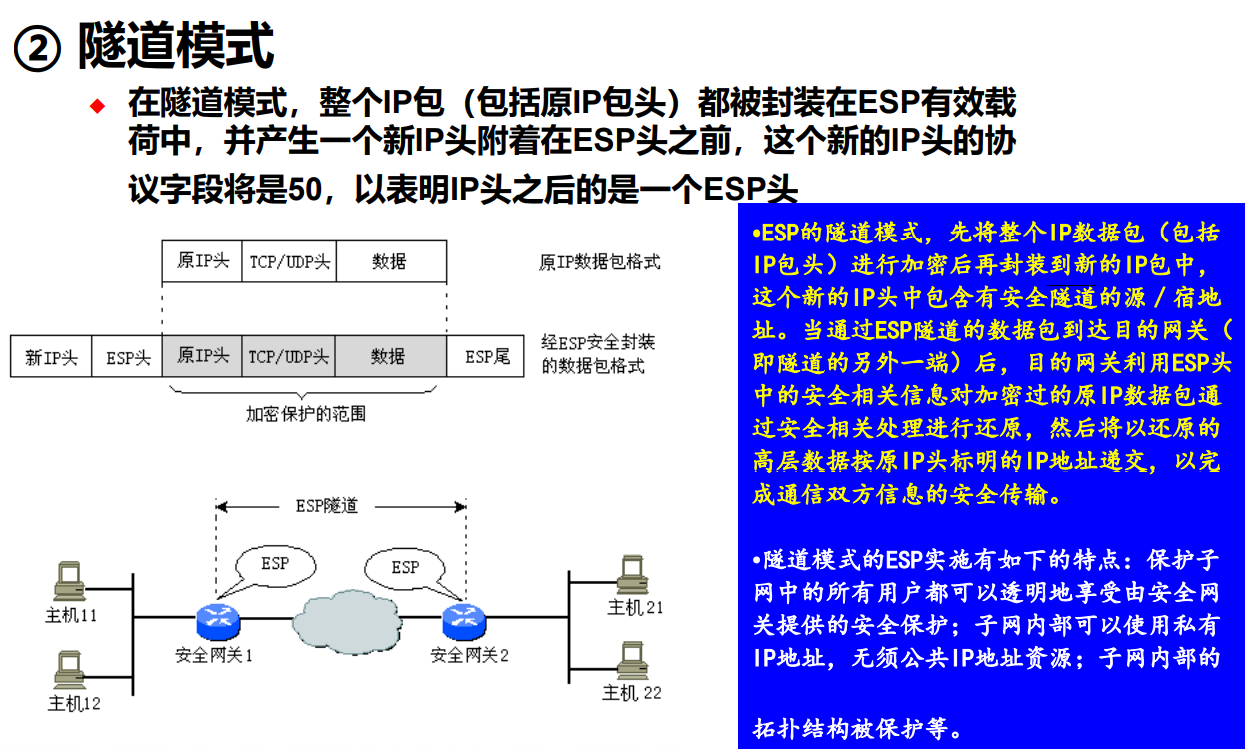 ② 隧道模式
◆ 在隧道模式，整个IP包（包括原IP包头）都被封装在ESP有效载
荷中，并产生一个新IP头附着在ESP头之前，这个新的IP头的协
议字段将是50，以表明IP头之后的是一个ESP头
原IP头 TCP/UDP头 数据 原IP数据包格式
新IP头 ESP头 原IP头 TCP/UDP头 数据 ESP尾
经ESP安全封装
的数据包格式
加密保护的范围
ESP隧道
ESP ESP
主机11 主机21
安全网关1 安全网关2
主机12 主机 22
•ESP的隧道模式，先将整个IP数据包（包括
IP包头）进行加密后再封装到新的IP包中，
这个新的IP头中包含有安全隧道的源／宿地
址。当通过ESP隧道的数据包到达目的网关（
即隧道的另外一端）后，目的网关利用ESP头
中的安全相关信息对加密过的原IP数据包通
过安全相关处理进行还原，然后将以还原的
高层数据按原IP头标明的IP地址递交，以完
成通信双方信息的安全传输。
•隧道模式的ESP实施有如下的特点：保护子
网中的所有用户都可以透明地享受由安全网
关提供的安全保护；子网内部可以使用私有
IP地址，无须公共IP地址资源；子网内部的
拓扑结构被保护等。